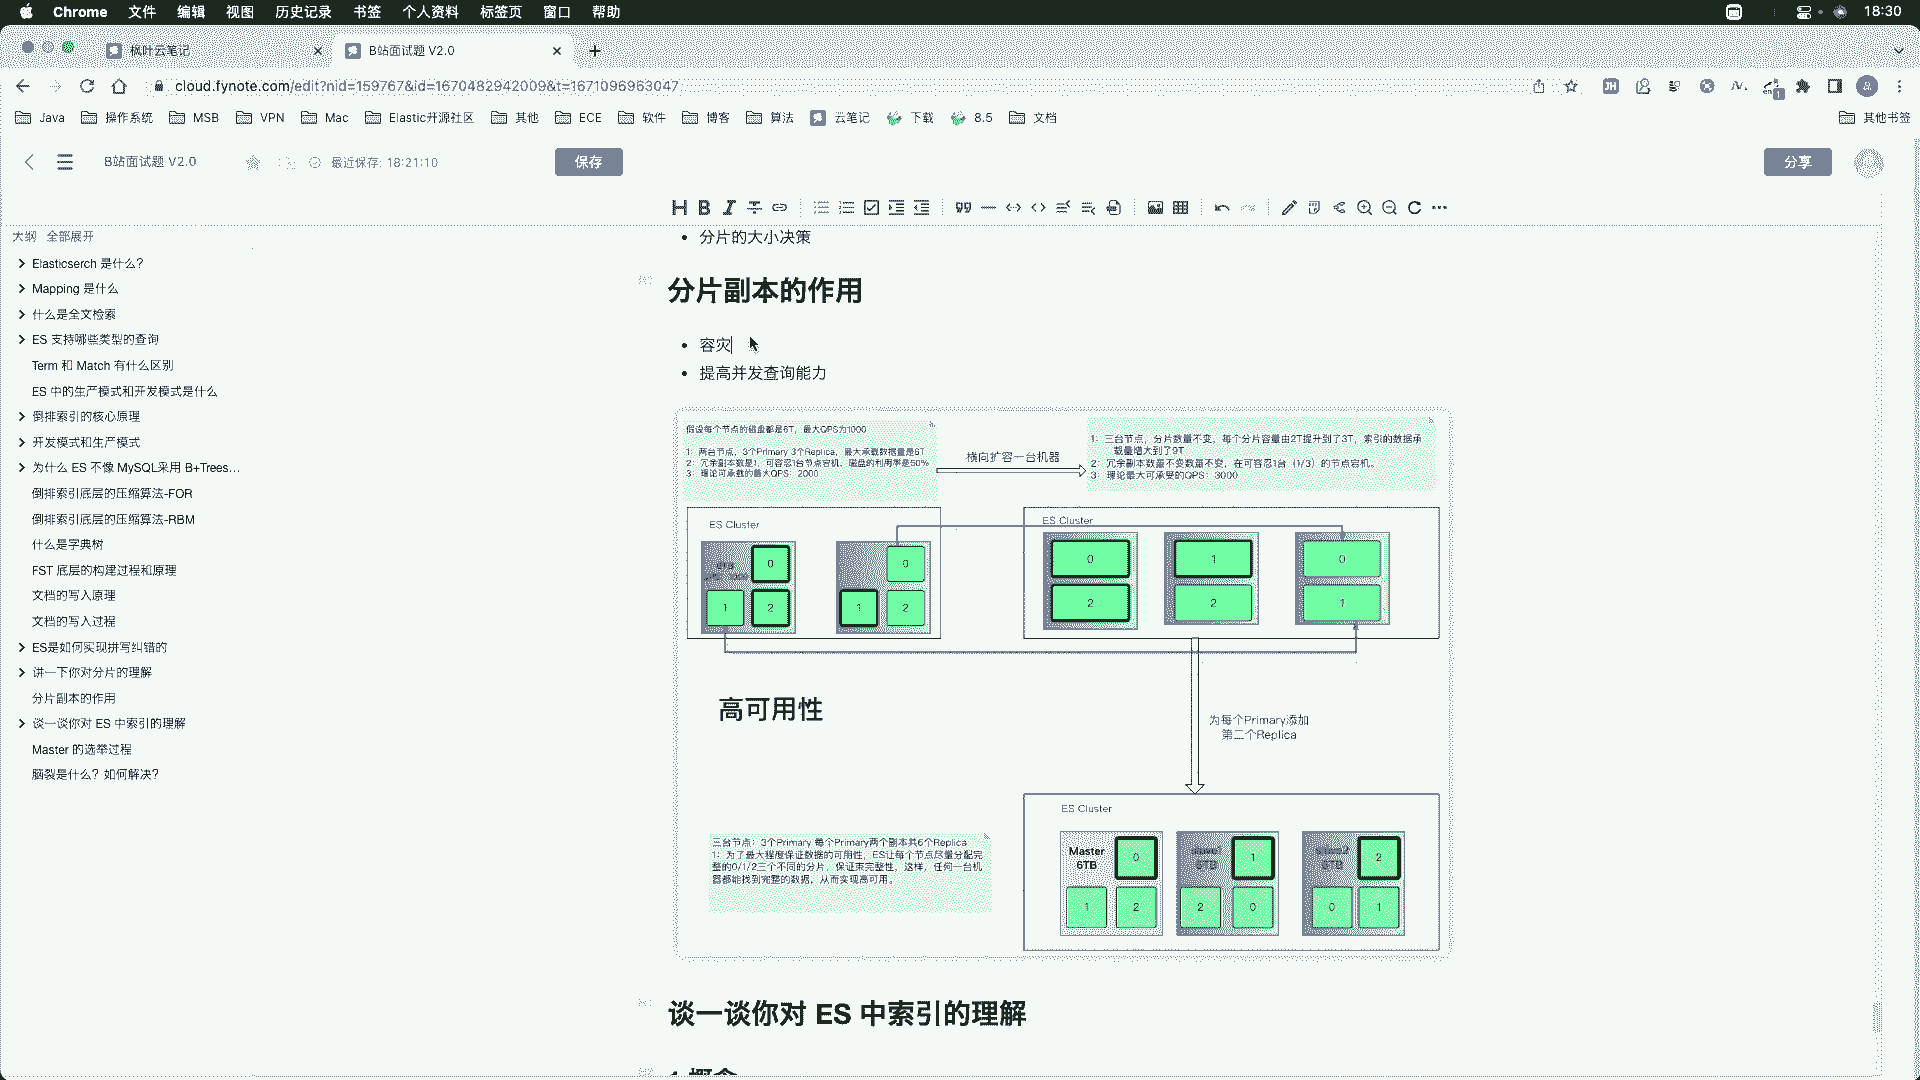 Chrome 文件 编辑 视图 历史记录 书签 个人资料 标签页 窗口 帮助 18:30
枫叶云笔记 B站面试题 V2.0
cloud.fynote.com/edit?nid=159767&id=1670482942009&t=1671096963047
Java 操作系统 MSB VPN Mac Elastic开源社区 其他 ECE 软件 博客 算法 云笔记 下载 8.5 文档 其他书签
B站面试题 V2.0 最近保存: 18:21:10 保存 分享
大纲 全部展开
Elasticserch 是什么?
Mapping 是什么
什么是全文检索
ES 支持哪些类型的查询
Term 和 Match 有什么区别
ES 中的生产模式和开发模式是什么
倒排索引的核心原理
开发模式和生产模式
为什么 ES 不像 MySQL采用 B+Trees…
倒排索引底层的压缩算法-FOR
倒排索引底层的压缩算法-RBM
什么是字典树
FST 底层的构建过程和原理
文档的写入原理
文档的写入过程
ES是如何实现拼写纠错的
讲一下你对分片的理解
分片副本的作用
谈一谈你对 ES 中索引的理解
Master 的选举过程
脑裂是什么？如何解决？
分片的大小决策
分片副本的作用
容灾
提高并发查询能力
假设每个节点的磁盘都是6T，最大QPS为1000
1：两台节点，3个Primary 3个Replica，最大承载数据量是6T
2：冗余副本数是1，可容忍1台节点宕机，磁盘的利用率是50%
3：理论可承载的最大QPS：2000
横向扩容一台机器
1：三台节点，分片数量不变，每个分片容量由2T提升到了3T，索引的数据承
载量增大到了9T
2：冗余副本数量不变数量不变，在可容忍1台（1/3）的节点宕机。
3：理论最大可承受的QPS：3000
ES Cluster
0
0
1 2
1 2
ES Cluster
0 1 0
2 2 1
高可用性
为每个Primary添加
第二个Replica
三台节点：3个Primary 每个Primary两个副本共6个Replica
1：为了最大程度保证数据的可用性，ES让每个节点尽量分配完
整的0/1/2三个不同的分片，保证束完整性，这样，任何一台机
器都能找到完整的数据，从而实现高可用。
ES Cluster
Master
6TB
0
1 2
slave1
6TB
1
2 0
slave2
6TB
2
0 1
谈一谈你对 ES 中索引的理解